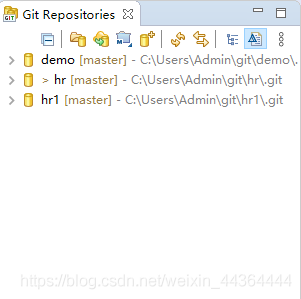 GIT Git Repositories
demo [master] - C:\Users\Admin\git\demo\.
> hr [master] - C:\Users\Admin\git\hr\.git
hr1 [master] - C:\Users\Admin\git\hr1\.git
https://blog.csdn.net/weixin_44364444